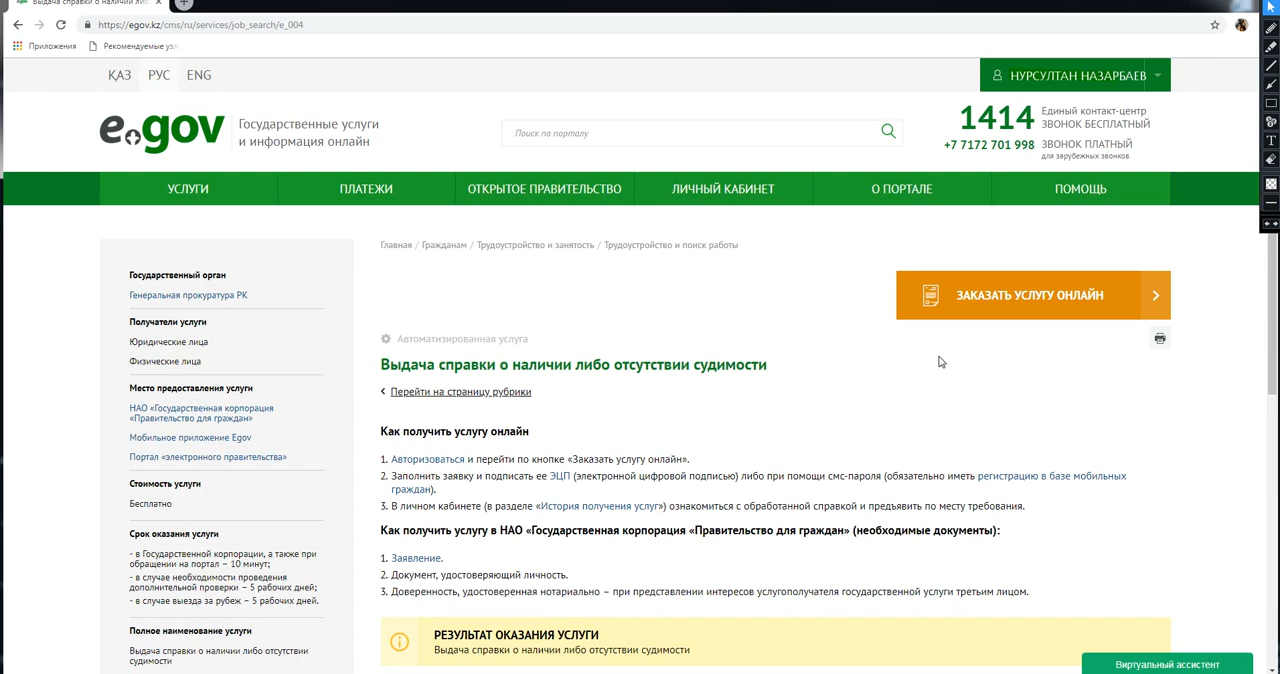 Выдача справки о наличии либо
https://egov.kz/cms/ru/services/job_search/e_004
Приложения
Рекомендуемые узл
ҚАЗ
РУС
ENG
НУРСУЛТАН НАЗАРБАЕВ
e.gov
Государственные услуги
и информация онлайн
Поиск по порталу
1414
Единый контакт-центр
ЗВОНОК БЕСПЛАТНЫЙ
+7 7172 701 998
ЗВОНОК ПЛАТНЫЙ
для зарубежных звонков
УСЛУГИ
ПЛАТЕЖИ
ОТКРЫТОЕ ПРАВИТЕЛЬСТВО
ЛИЧНЫЙ КАБИНЕТ
О ПОРТАЛЕ
ПОМОЩЬ
Государственный орган
Генеральная прокуратура РК
Получатели услуги
Юридические лица
Физические лица
Место предоставления услуги
НАО «Государственная корпорация
«Правительство для граждан»
Мобильное приложение Egov
Портал «электронного правительства»
Стоимость услуги
Бесплатно
Срок оказания услуги
- в Государственной корпорации, а также при
обращении на портал – 10 минут;
- в случае необходимости проведения
дополнительной проверки – 5 рабочих дней;
- в случае выезда за рубеж – 5 рабочих дней.
Полное наименование услуги
Выдача справки о наличии либо отсутствии
судимости
Главная / Гражданам / Трудоустройство и занятость / Трудоустройство и поиск работы
ЗАКАЗАТЬ УСЛУГУ ОНЛАЙН
Автоматизированная услуга
Выдача справки о наличии либо отсутствии судимости
Перейти на страницу рубрики
Как получить услугу онлайн
1. Авторизоваться и перейти по кнопке «Заказать услугу онлайн».
2. Заполнить заявку и подписать ее ЭЦП (электронной цифровой подписью) либо при помощи смс-пароля (обязательно иметь регистрацию в базе мобильных
граждан).
3. В личном кабинете (в разделе «История получения услуг») ознакомиться с обработанной справкой и предъявить по месту требования.
Как получить услугу в НАО «Государственная корпорация «Правительство для граждан» (необходимые документы):
1. Заявление.
2. Документ, удостоверяющий личность.
3. Доверенность, удостоверенная нотариально – при представлении интересов услугополучателя государственной услуги третьим лицом.
РЕЗУЛЬТАТ ОКАЗАНИЯ УСЛУГИ
Выдача справки о наличии либо отсутствии судимости
Виртуальный ассистент